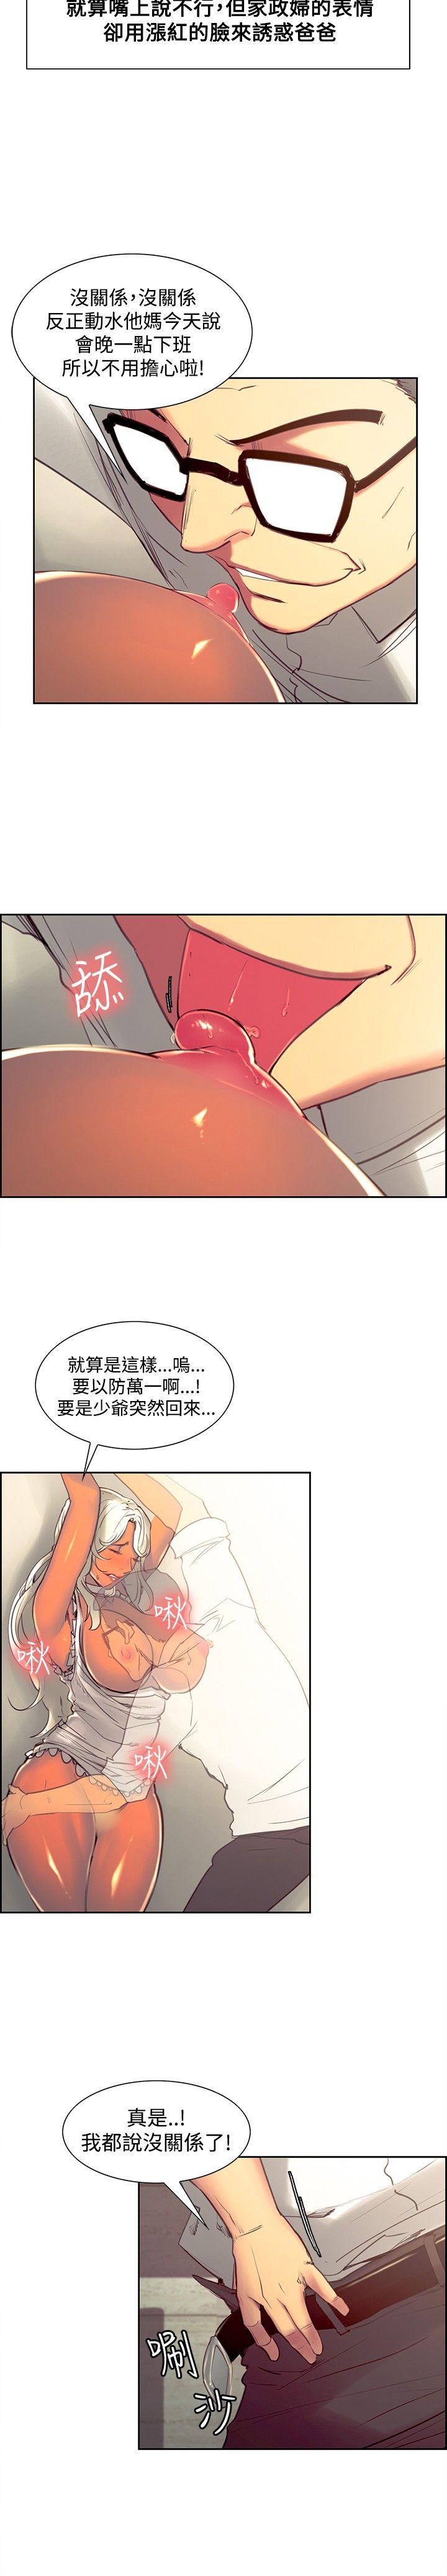 就算嘴上說不行，但家政婦的表情
卻用漲紅的臉來誘惑爸爸
沒關係，沒關係
反正動水他媽今天說
會晚一點下班
所以不用擔心啦！
舔
就算是這樣...嗚...
要以防萬一啊...!
要是少爺突然回來...
啾
啾
啾
真是..!
我都說沒關係了!
唰
沙